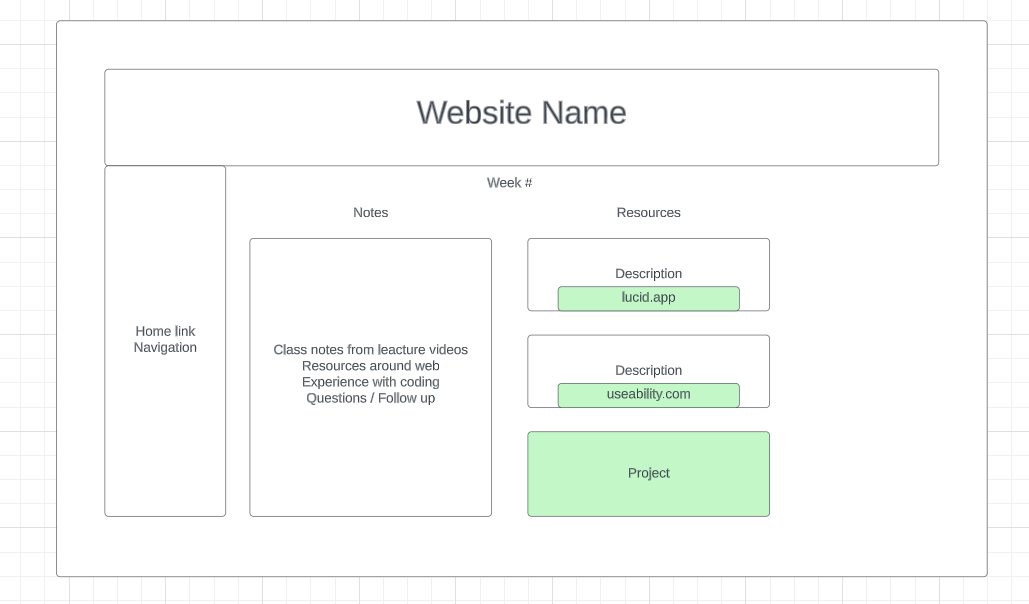 Website Name
Week #
Notes
Resources
Home link
Navigation
Class notes from leacture videos
Resources around web
Experience with coding
Questions / Follow up
Description
lucid.app
Description
useability.com
Project